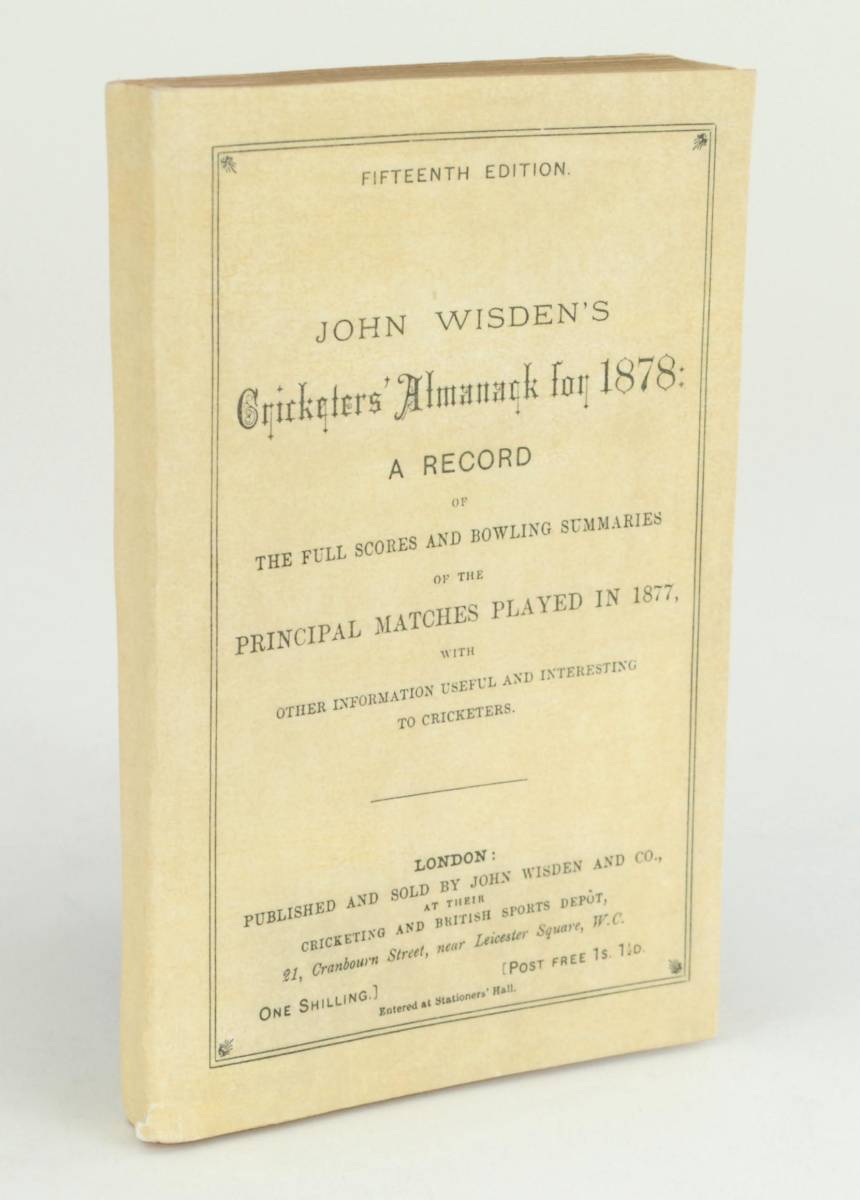 FIFTEENTH EDITION.
JOHN WISDEN'S
Cricketers' Almanack for 1878:
A RECORD
OF
THE FULL SCORES AND BOWLING SUMMARIES
OF THE
PRINCIPAL MATCHES PLAYED IN 1877,
WITH
OTHER INFORMATION USEFUL AND INTERESTING
TO CRICKETERS.
LONDON:
PUBLISHED AND SOLD BY JOHN WISDEN AND CO.,
AT THEIR
CRICKETING AND BRITISH SPORTS DEPÔT,
21, Cranbourn Street, near Leicester Square, W.C.
ONE SHILLING.] [POST FREE 1S. 1½D.
Entered at Stationers' Hall.